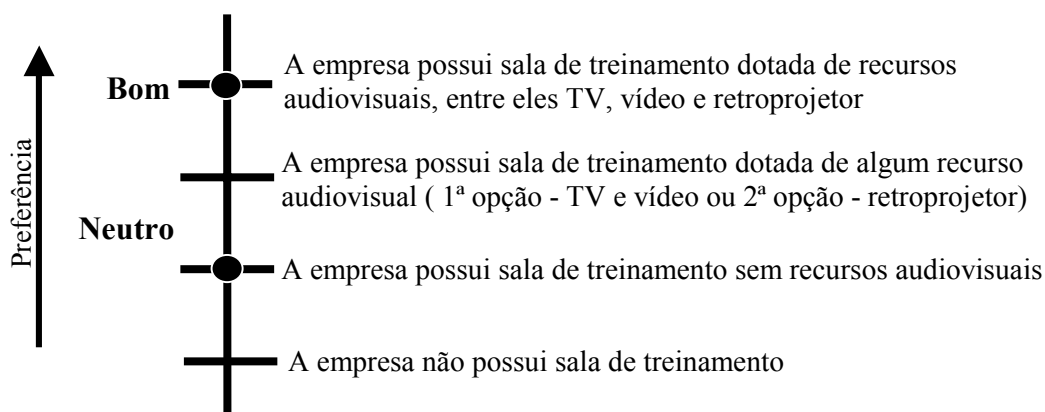 Preferência
Bom
A empresa possui sala de treinamento dotada de recursos
audiovisuais, entre eles TV, vídeo e retroprojetor
A empresa possui sala de treinamento dotada de algum recurso
audiovisual ( 1ª opção - TV e vídeo ou 2ª opção - retroprojetor)
Neutro
A empresa possui sala de treinamento sem recursos audiovisuais
A empresa não possui sala de treinamento